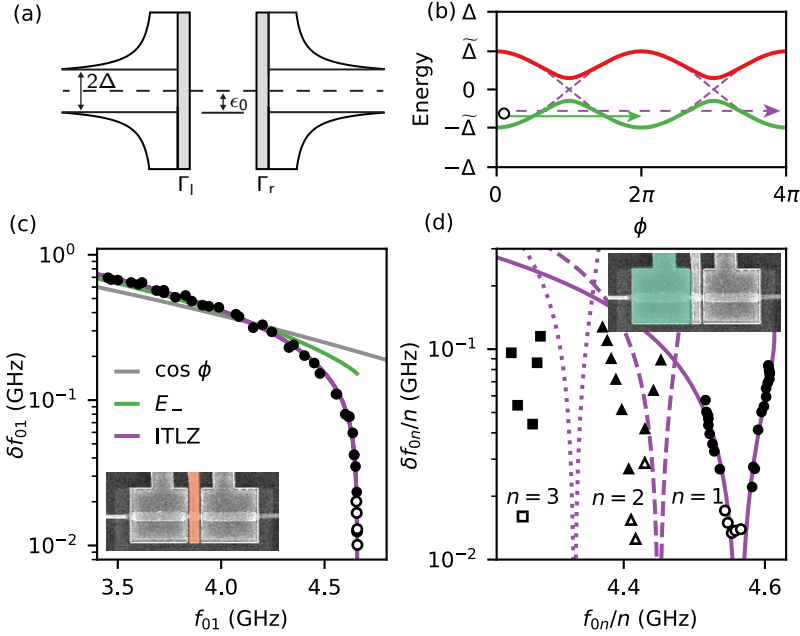 (a)
2Δ
ϵ₀
Γₗ
Γᵣ
(b)
Energy
Δ
Δ̃
0
−Δ̃
−Δ
0
2π
4π
ϕ
(c)
δf₀₁ (GHz)
10⁰
10⁻¹
10⁻²
cos ϕ
E₋
ITLZ
3.5
4.0
4.5
f₀₁ (GHz)
(d)
δf₀ₙ/n (GHz)
10⁻¹
10⁻²
n = 3
n = 2
n = 1
4.4
4.6
f₀ₙ/n (GHz)